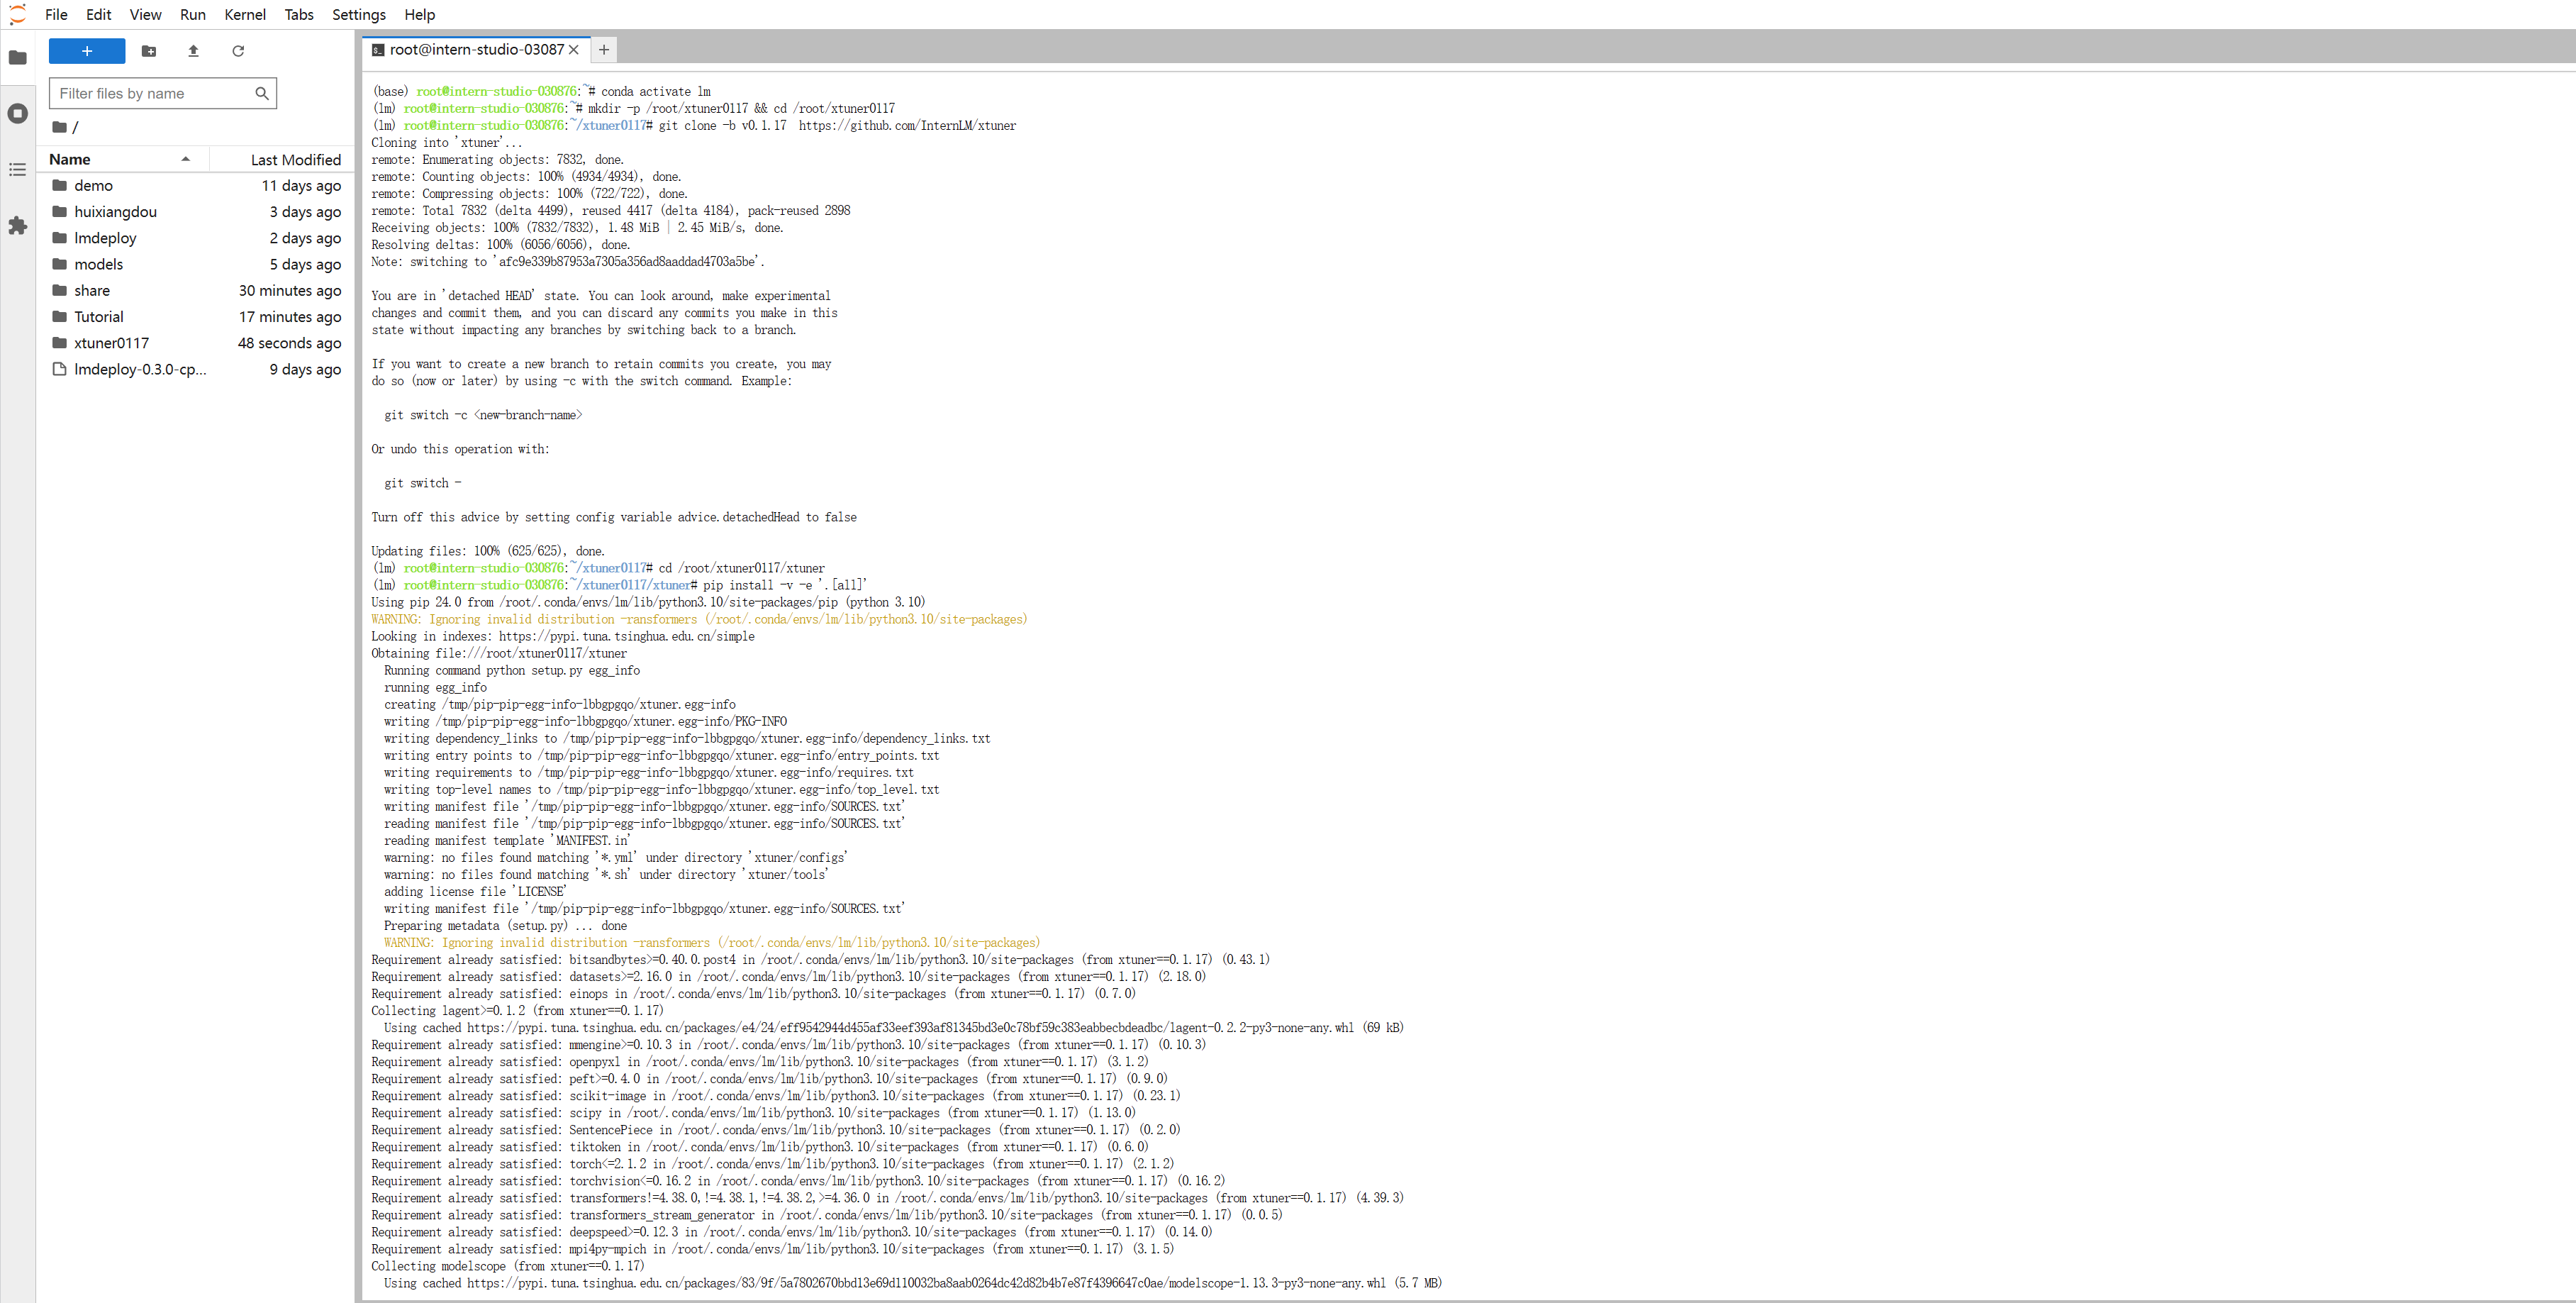 File Edit View Run Kernel Tabs Settings Help
+
Filter files by name
/
Name Last Modified
demo 11 days ago
huixiangdou 3 days ago
lmdeploy 2 days ago
models 5 days ago
share 30 minutes ago
Tutorial 17 minutes ago
xtuner0117 48 seconds ago
lmdeploy-0.3.0-cp... 9 days ago
root@intern-studio-03087 × +
(base) root@intern-studio-030876:~# conda activate lm
(lm) root@intern-studio-030876:~# mkdir -p /root/xtuner0117 && cd /root/xtuner0117
(lm) root@intern-studio-030876:~/xtuner0117# git clone -b v0.1.17  https://github.com/InternLM/xtuner
Cloning into 'xtuner'...
remote: Enumerating objects: 7832, done.
remote: Counting objects: 100% (4934/4934), done.
remote: Compressing objects: 100% (722/722), done.
remote: Total 7832 (delta 4499), reused 4417 (delta 4184), pack-reused 2898
Receiving objects: 100% (7832/7832), 1.48 MiB | 2.45 MiB/s, done.
Resolving deltas: 100% (6056/6056), done.
Note: switching to 'afc9e339b87953a7305a356ad8aaddad4703a5be'.
You are in 'detached HEAD' state. You can look around, make experimental
changes and commit them, and you can discard any commits you make in this
state without impacting any branches by switching back to a branch.
If you want to create a new branch to retain commits you create, you may
do so (now or later) by using -c with the switch command. Example:
git switch -c <new-branch-name>
Or undo this operation with:
git switch -
Turn off this advice by setting config variable advice.detachedHead to false
Updating files: 100% (625/625), done.
(lm) root@intern-studio-030876:~/xtuner0117# cd /root/xtuner0117/xtuner
(lm) root@intern-studio-030876:~/xtuner0117/xtuner# pip install -v -e '.[all]'
Using pip 24.0 from /root/.conda/envs/lm/lib/python3.10/site-packages/pip (python 3.10)
WARNING: Ignoring invalid distribution -ransformers (/root/.conda/envs/lm/lib/python3.10/site-packages)
Looking in indexes: https://pypi.tuna.tsinghua.edu.cn/simple
Obtaining file:///root/xtuner0117/xtuner
Running command python setup.py egg_info
running egg_info
creating /tmp/pip-pip-egg-info-lbbgpgqo/xtuner.egg-info
writing /tmp/pip-pip-egg-info-lbbgpgqo/xtuner.egg-info/PKG-INFO
writing dependency_links to /tmp/pip-pip-egg-info-lbbgpgqo/xtuner.egg-info/dependency_links.txt
writing entry points to /tmp/pip-pip-egg-info-lbbgpgqo/xtuner.egg-info/entry_points.txt
writing requirements to /tmp/pip-pip-egg-info-lbbgpgqo/xtuner.egg-info/requires.txt
writing top-level names to /tmp/pip-pip-egg-info-lbbgpgqo/xtuner.egg-info/top_level.txt
writing manifest file '/tmp/pip-pip-egg-info-lbbgpgqo/xtuner.egg-info/SOURCES.txt'
reading manifest file '/tmp/pip-pip-egg-info-lbbgpgqo/xtuner.egg-info/SOURCES.txt'
reading manifest template 'MANIFEST.in'
warning: no files found matching '*.yml' under directory 'xtuner/configs'
warning: no files found matching '*.sh' under directory 'xtuner/tools'
adding license file 'LICENSE'
writing manifest file '/tmp/pip-pip-egg-info-lbbgpgqo/xtuner.egg-info/SOURCES.txt'
Preparing metadata (setup.py) ... done
WARNING: Ignoring invalid distribution -ransformers (/root/.conda/envs/lm/lib/python3.10/site-packages)
Requirement already satisfied: bitsandbytes>=0.40.0.post4 in /root/.conda/envs/lm/lib/python3.10/site-packages (from xtuner==0.1.17) (0.43.1)
Requirement already satisfied: datasets>=2.16.0 in /root/.conda/envs/lm/lib/python3.10/site-packages (from xtuner==0.1.17) (2.18.0)
Requirement already satisfied: einops in /root/.conda/envs/lm/lib/python3.10/site-packages (from xtuner==0.1.17) (0.7.0)
Collecting lagent>=0.1.2 (from xtuner==0.1.17)
Using cached https://pypi.tuna.tsinghua.edu.cn/packages/e4/24/eff9542944d455af33eef393af81345bd3e0c78bf59c383eabbecbdeadbc/lagent-0.2.2-py3-none-any.whl (69 kB)
Requirement already satisfied: mmengine>=0.10.3 in /root/.conda/envs/lm/lib/python3.10/site-packages (from xtuner==0.1.17) (0.10.3)
Requirement already satisfied: openpyxl in /root/.conda/envs/lm/lib/python3.10/site-packages (from xtuner==0.1.17) (3.1.2)
Requirement already satisfied: peft>=0.4.0 in /root/.conda/envs/lm/lib/python3.10/site-packages (from xtuner==0.1.17) (0.9.0)
Requirement already satisfied: scikit-image in /root/.conda/envs/lm/lib/python3.10/site-packages (from xtuner==0.1.17) (0.23.1)
Requirement already satisfied: scipy in /root/.conda/envs/lm/lib/python3.10/site-packages (from xtuner==0.1.17) (1.13.0)
Requirement already satisfied: SentencePiece in /root/.conda/envs/lm/lib/python3.10/site-packages (from xtuner==0.1.17) (0.2.0)
Requirement already satisfied: tiktoken in /root/.conda/envs/lm/lib/python3.10/site-packages (from xtuner==0.1.17) (0.6.0)
Requirement already satisfied: torch<=2.1.2 in /root/.conda/envs/lm/lib/python3.10/site-packages (from xtuner==0.1.17) (2.1.2)
Requirement already satisfied: torchvision<=0.16.2 in /root/.conda/envs/lm/lib/python3.10/site-packages (from xtuner==0.1.17) (0.16.2)
Requirement already satisfied: transformers!=4.38.0,!=4.38.1,!=4.38.2,>=4.36.0 in /root/.conda/envs/lm/lib/python3.10/site-packages (from xtuner==0.1.17) (4.39.3)
Requirement already satisfied: transformers_stream_generator in /root/.conda/envs/lm/lib/python3.10/site-packages (from xtuner==0.1.17) (0.0.5)
Requirement already satisfied: deepspeed>=0.12.3 in /root/.conda/envs/lm/lib/python3.10/site-packages (from xtuner==0.1.17) (0.14.0)
Requirement already satisfied: mpi4py-mpich in /root/.conda/envs/lm/lib/python3.10/site-packages (from xtuner==0.1.17) (3.1.5)
Collecting modelscope (from xtuner==0.1.17)
Using cached https://pypi.tuna.tsinghua.edu.cn/packages/83/9f/5a7802670bbd13e69d110032ba8aab0264dc42d82b4b7e87f4396647c0ae/modelscope-1.13.3-py3-none-any.whl (5.7 MB)